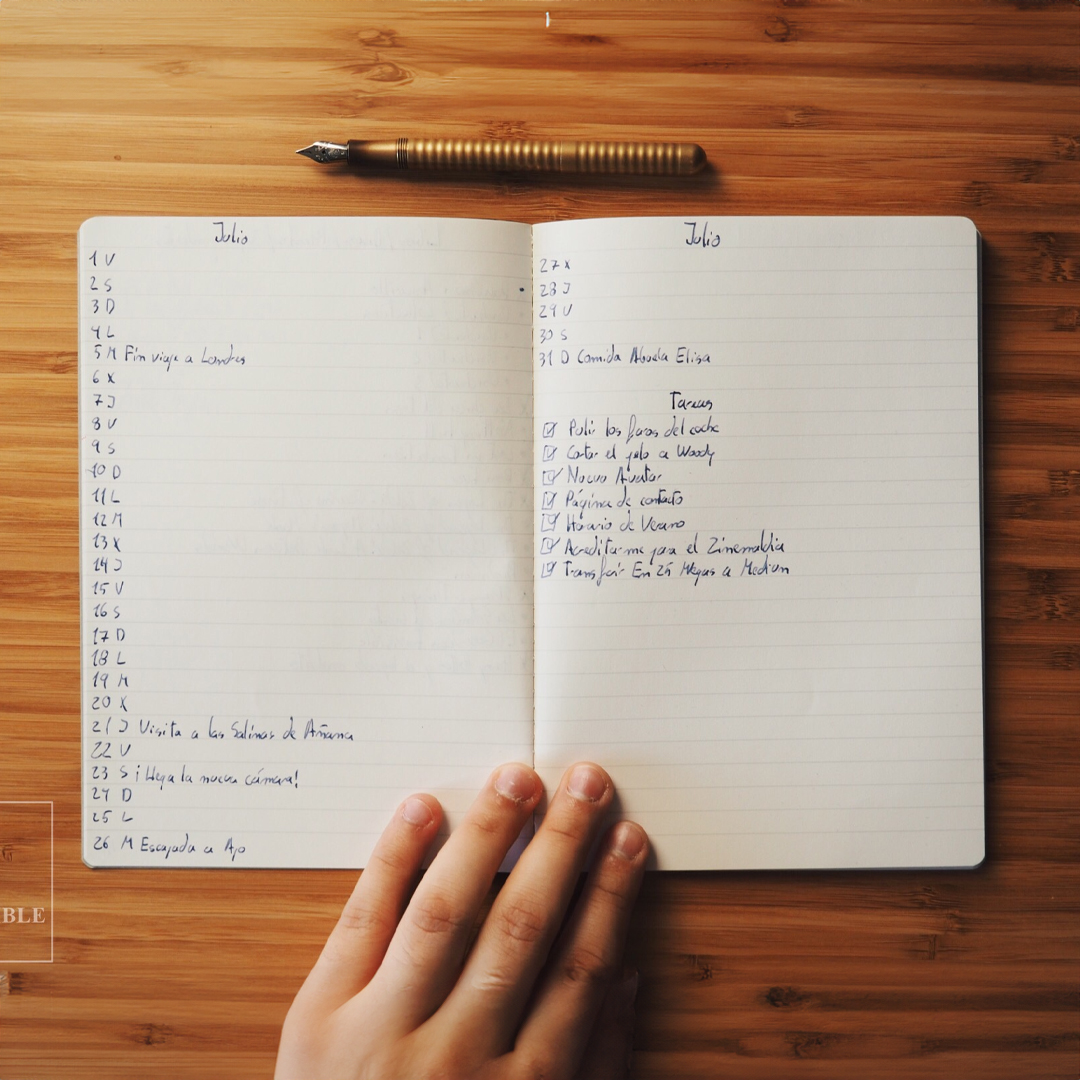 Julio
1 V
2 S
3 D
4 L
5 M Fin viaje a Londres
6 X
7 J
8 V
9 S
10 D
11 L
12 M
13 X
14 J
15 V
16 S
17 D
18 L
19 M
20 X
21 J Visita a las Salinas de Añana
22 V
23 S ¡Llega la nueva cámara!
24 D
25 L
26 M Escapada a Ajo
Julio
27 X
28 J
29 V
30 S
31 D Comida Abuela Elisa
Tareas
Pulir los faros del coche
Cortar el pelo a Woody
Nuevo Avatar
Página de contacto
Horario de Verano
Acreditarme para el Zinemaldia
Transferir En 25 Megas a Medium
BLE